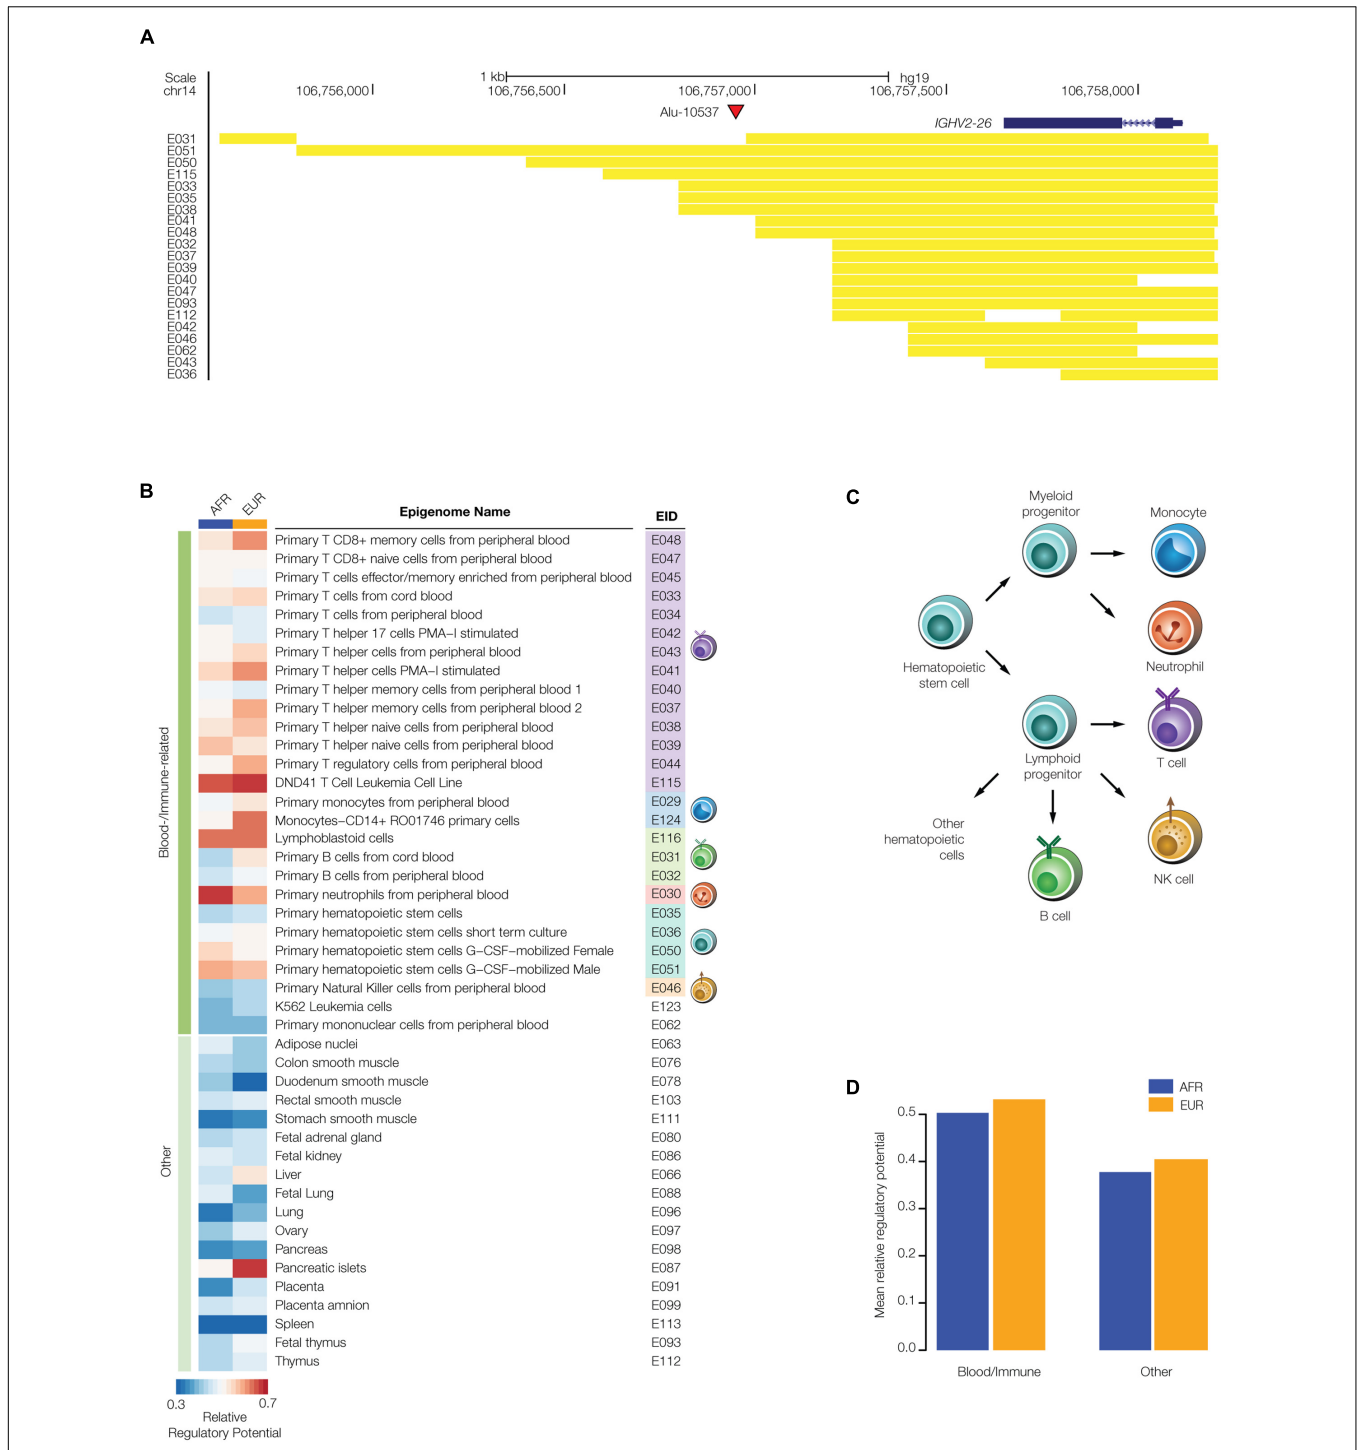 A
Scale 1 kb hg19
chr14 106,756,000 106,756,500 106,757,000 106,757,500 106,758,000
Alu-10537
IGHV2-26
E031
E051
E050
E115
E033
E035
E038
E041
E048
E032
E037
E039
E040
E047
E093
E112
E042
E046
E062
E043
E036
B
AFR EUR Epigenome Name EID
Blood-/Immune-related
Primary T CD8+ memory cells from peripheral blood E048
Primary T CD8+ naive cells from peripheral blood E047
Primary T cells effector/memory enriched from peripheral blood E045
Primary T cells from cord blood E033
Primary T cells from peripheral blood E034
Primary T helper 17 cells PMA–I stimulated E042
Primary T helper cells from peripheral blood E043
Primary T helper cells PMA–I stimulated E041
Primary T helper memory cells from peripheral blood 1 E040
Primary T helper memory cells from peripheral blood 2 E037
Primary T helper naive cells from peripheral blood E038
Primary T helper naive cells from peripheral blood E039
Primary T regulatory cells from peripheral blood E044
DND41 T Cell Leukemia Cell Line E115
Primary monocytes from peripheral blood E029
Monocytes–CD14+ RO01746 primary cells E124
Lymphoblastoid cells E116
Primary B cells from cord blood E031
Primary B cells from peripheral blood E032
Primary neutrophils from peripheral blood E030
Primary hematopoietic stem cells E035
Primary hematopoietic stem cells short term culture E036
Primary hematopoietic stem cells G–CSF–mobilized Female E050
Primary hematopoietic stem cells G–CSF–mobilized Male E051
Primary Natural Killer cells from peripheral blood E046
K562 Leukemia cells E123
Primary mononuclear cells from peripheral blood E062
Other
Adipose nuclei E063
Colon smooth muscle E076
Duodenum smooth muscle E078
Rectal smooth muscle E103
Stomach smooth muscle E111
Fetal adrenal gland E080
Fetal kidney E086
Liver E066
Fetal Lung E088
Lung E096
Ovary E097
Pancreas E098
Pancreatic islets E087
Placenta E091
Placenta amnion E099
Spleen E113
Fetal thymus E093
Thymus E112
0.3 0.7
Relative
Regulatory Potential
C
Myeloid
progenitor
Monocyte
Hematopoietic
stem cell
Neutrophil
Lymphoid
progenitor
T cell
Other
hematopoietic
cells
B cell
NK cell
D
AFR
EUR
Mean relative regulatory potential
0.5
0.4
0.3
0.2
0.1
0.0
Blood/Immune Other